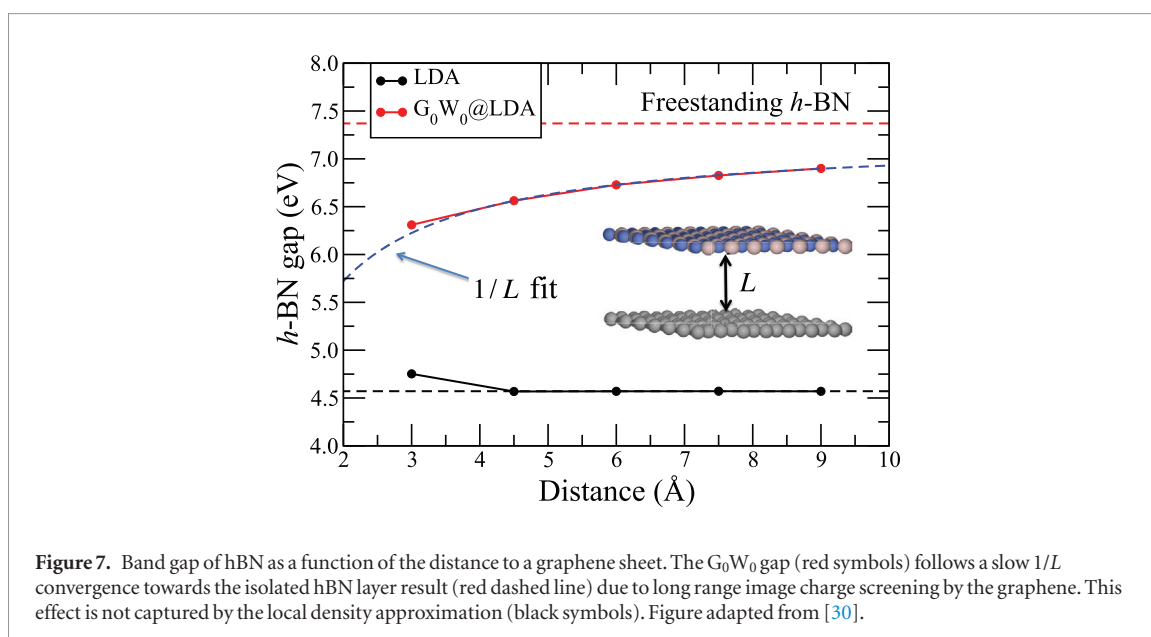 8.0
7.5
7.0
6.5
6.0
5.5
5.0
4.5
4.0
h-BN gap (eV)
LDA
G₀W₀@LDA
Freestanding h-BN
1/L fit
L
2 3 4 5 6 7 8 9 10
Distance (Å)
Figure 7. Band gap of hBN as a function of the distance to a graphene sheet. The G₀W₀ gap (red symbols) follows a slow 1/L
convergence towards the isolated hBN layer result (red dashed line) due to long range image charge screening by the graphene. This
effect is not captured by the local density approximation (black symbols). Figure adapted from [30].